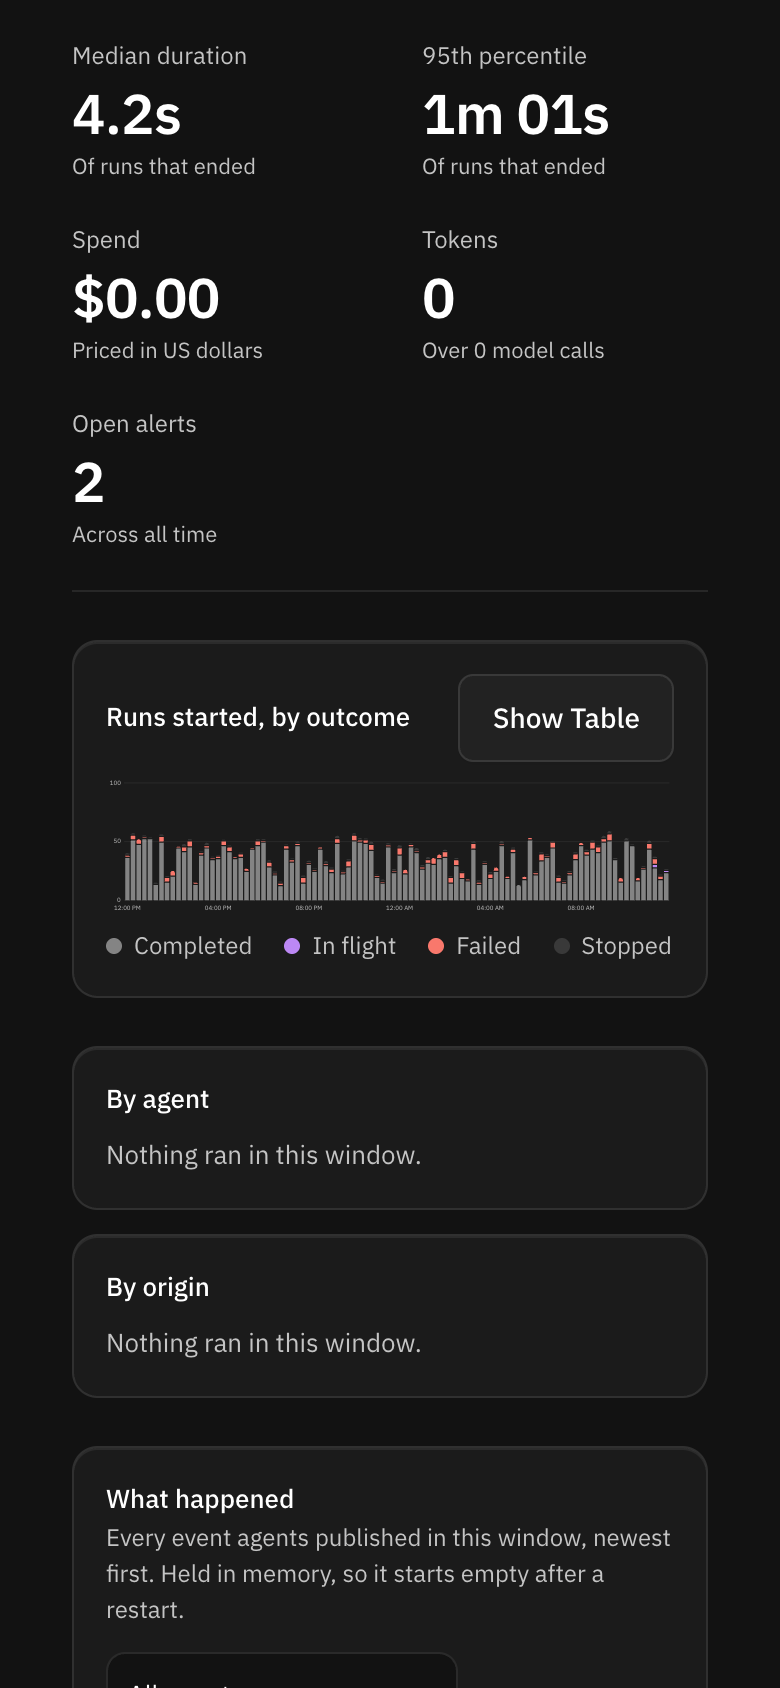 Median duration
95th percentile
4.2s
1m 01s
Of runs that ended
Of runs that ended
Spend
Tokens
$0.00
0
Priced in US dollars
Over 0 model calls
Open alerts
2
Across all time
Runs started, by outcome
Show Table
100
50
0
12:00 PM
04:00 PM
08:00 PM
12:00 AM
04:00 AM
08:00 AM
Completed
In flight
Failed
Stopped
By agent
Nothing ran in this window.
By origin
Nothing ran in this window.
What happened
Every event agents published in this window, newest
first. Held in memory, so it starts empty after a
restart.